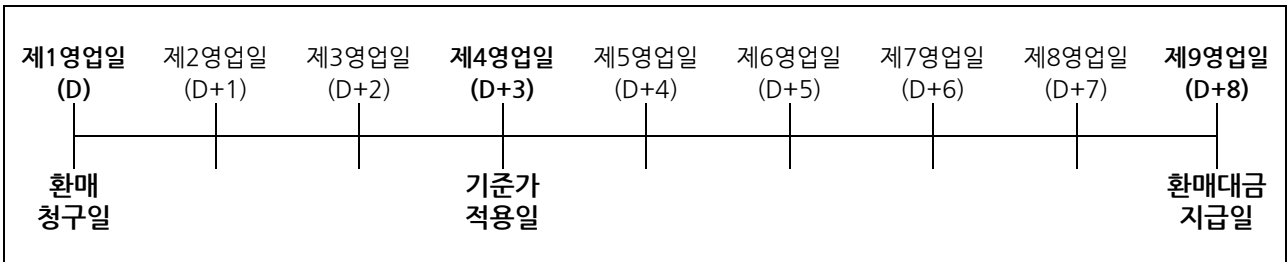 제1영업일 제2영업일 제3영업일 제4영업일 제5영업일 제6영업일 제7영업일 제8영업일 제9영업일
(D) (D+1) (D+2) (D+3) (D+4) (D+5) (D+6) (D+7) (D+8)
환매 기준가 환매대금
청구일 적용일 지급일